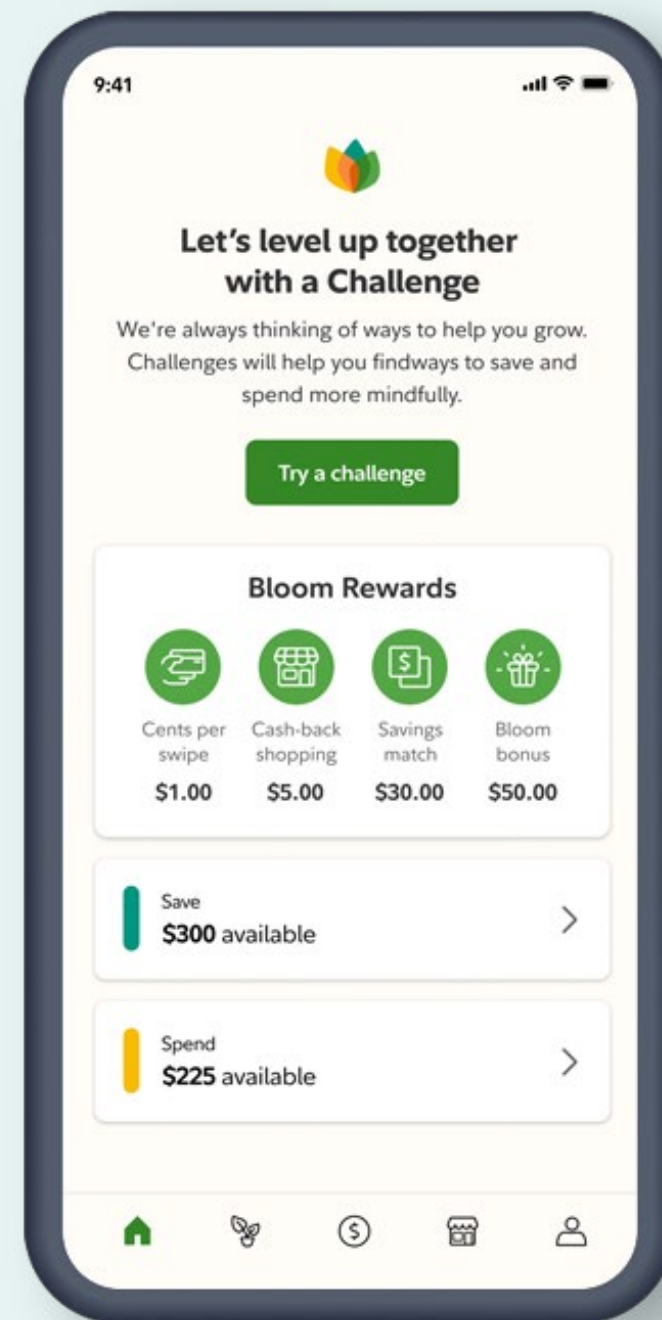 9:41
Let's level up together
with a Challenge
We're always thinking of ways to help you grow.
Challenges will help you findways to save and
spend more mindfully.
Try a challenge
Bloom Rewards
Cents per
swipe
$1.00
Cash-back
shopping
$5.00
Savings
match
$30.00
Bloom
bonus
$50.00
Save
$300 available
Spend
$225 available